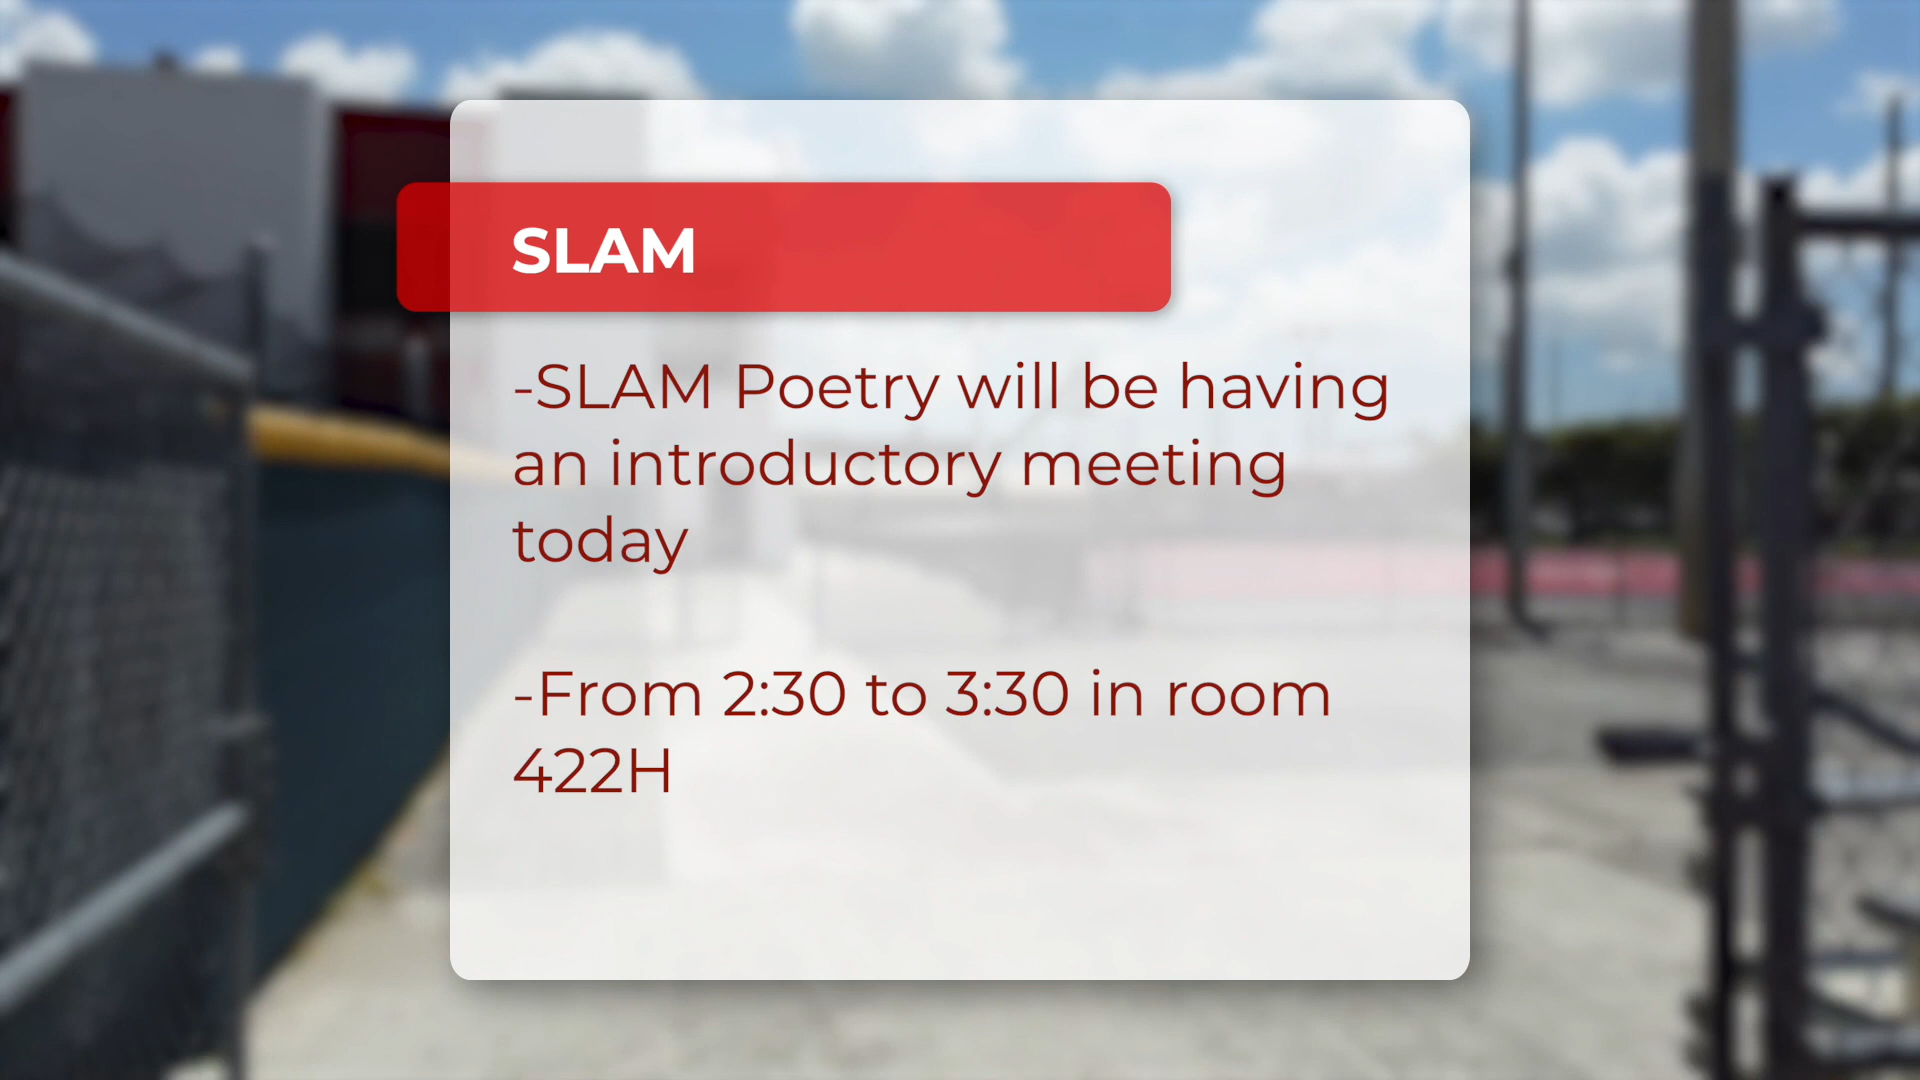 SLAM
-SLAM Poetry will be having
an introductory meeting
today
-From 2:30 to 3:30 in room
422H